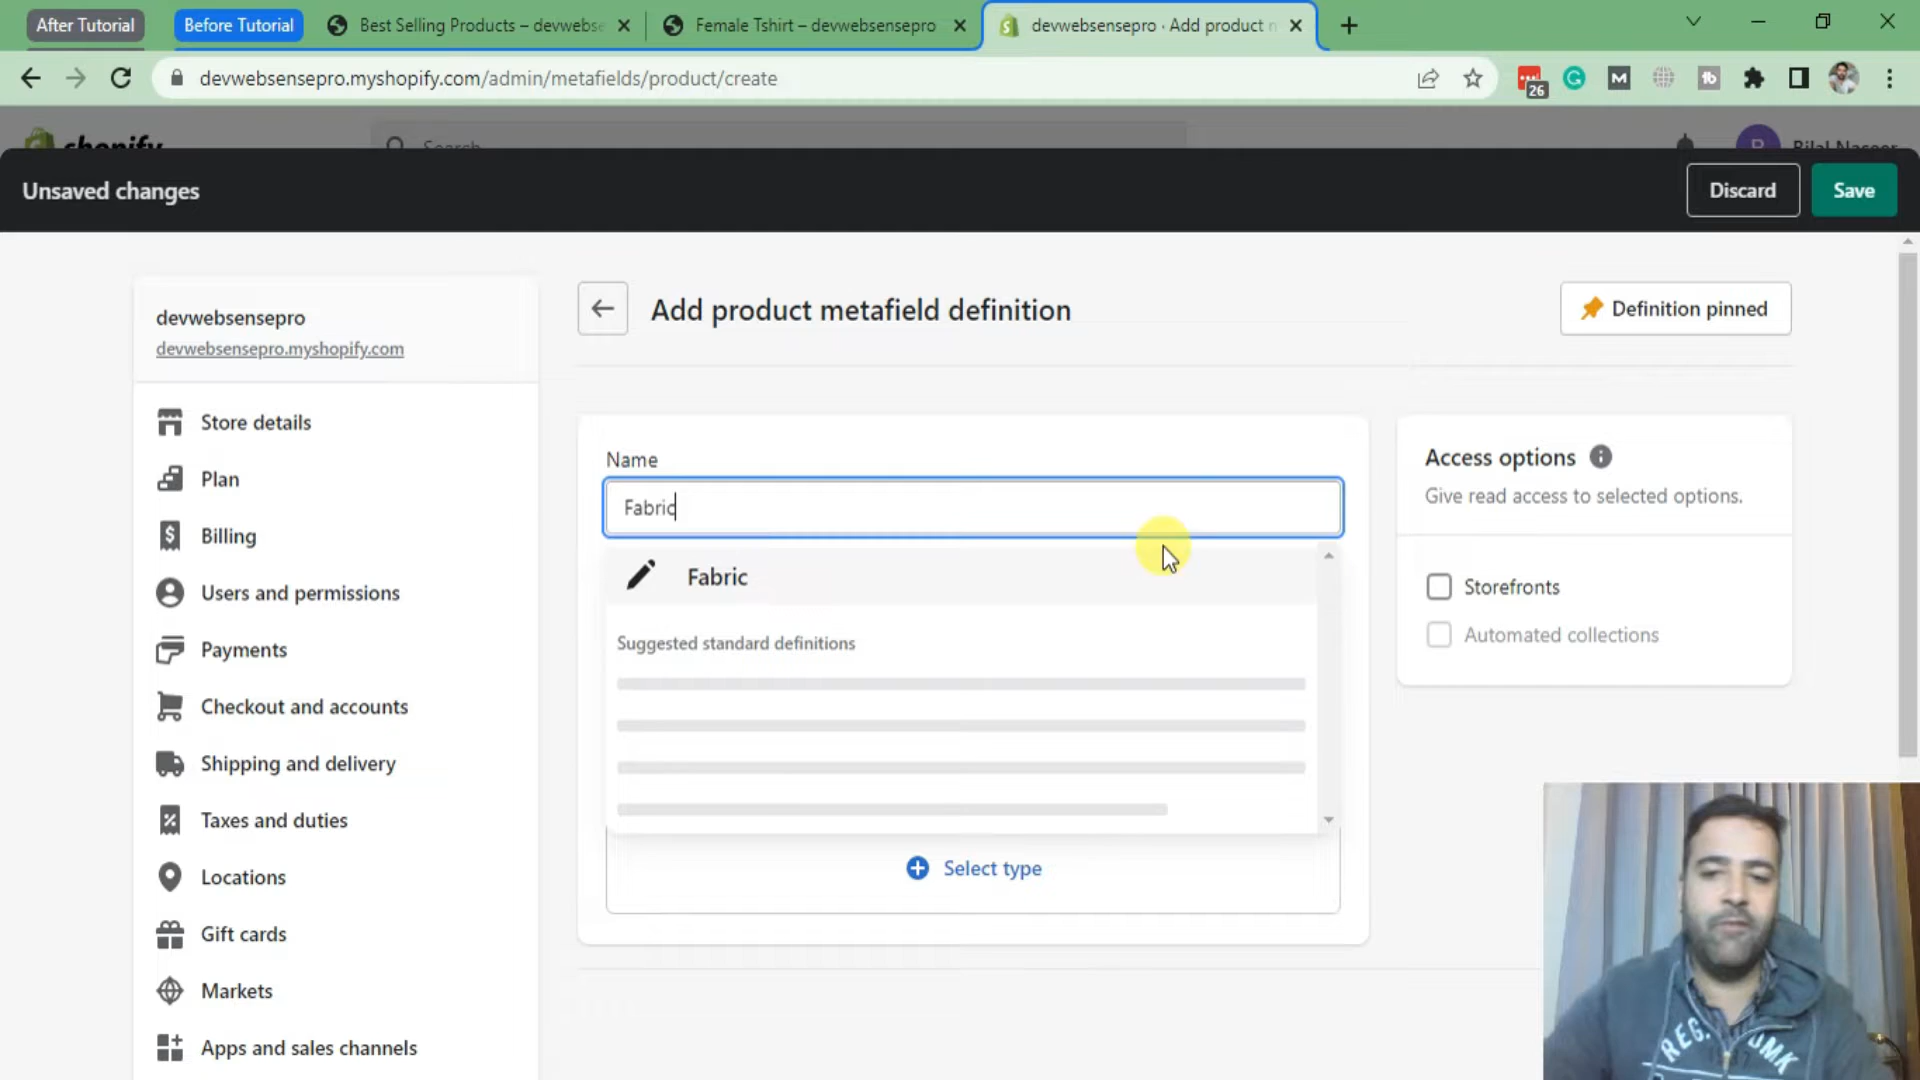 After Tutorial
Before Tutorial
Best Selling Products – devwebse
Female Tshirt – devwebsensepro
devwebsensepro · Add product m
devwebsensepro.myshopify.com/admin/metafields/product/create
26
shopify
Search
Bilal Naseer
Unsaved changes
Discard
Save
devwebsensepro
devwebsensepro.myshopify.com
Add product metafield definition
Definition pinned
Store details
Plan
Billing
Users and permissions
Payments
Checkout and accounts
Shipping and delivery
Taxes and duties
Locations
Gift cards
Markets
Apps and sales channels
Name
Fabric
Fabric
Suggested standard definitions
Select type
Access options
Give read access to selected options.
Storefronts
Automated collections